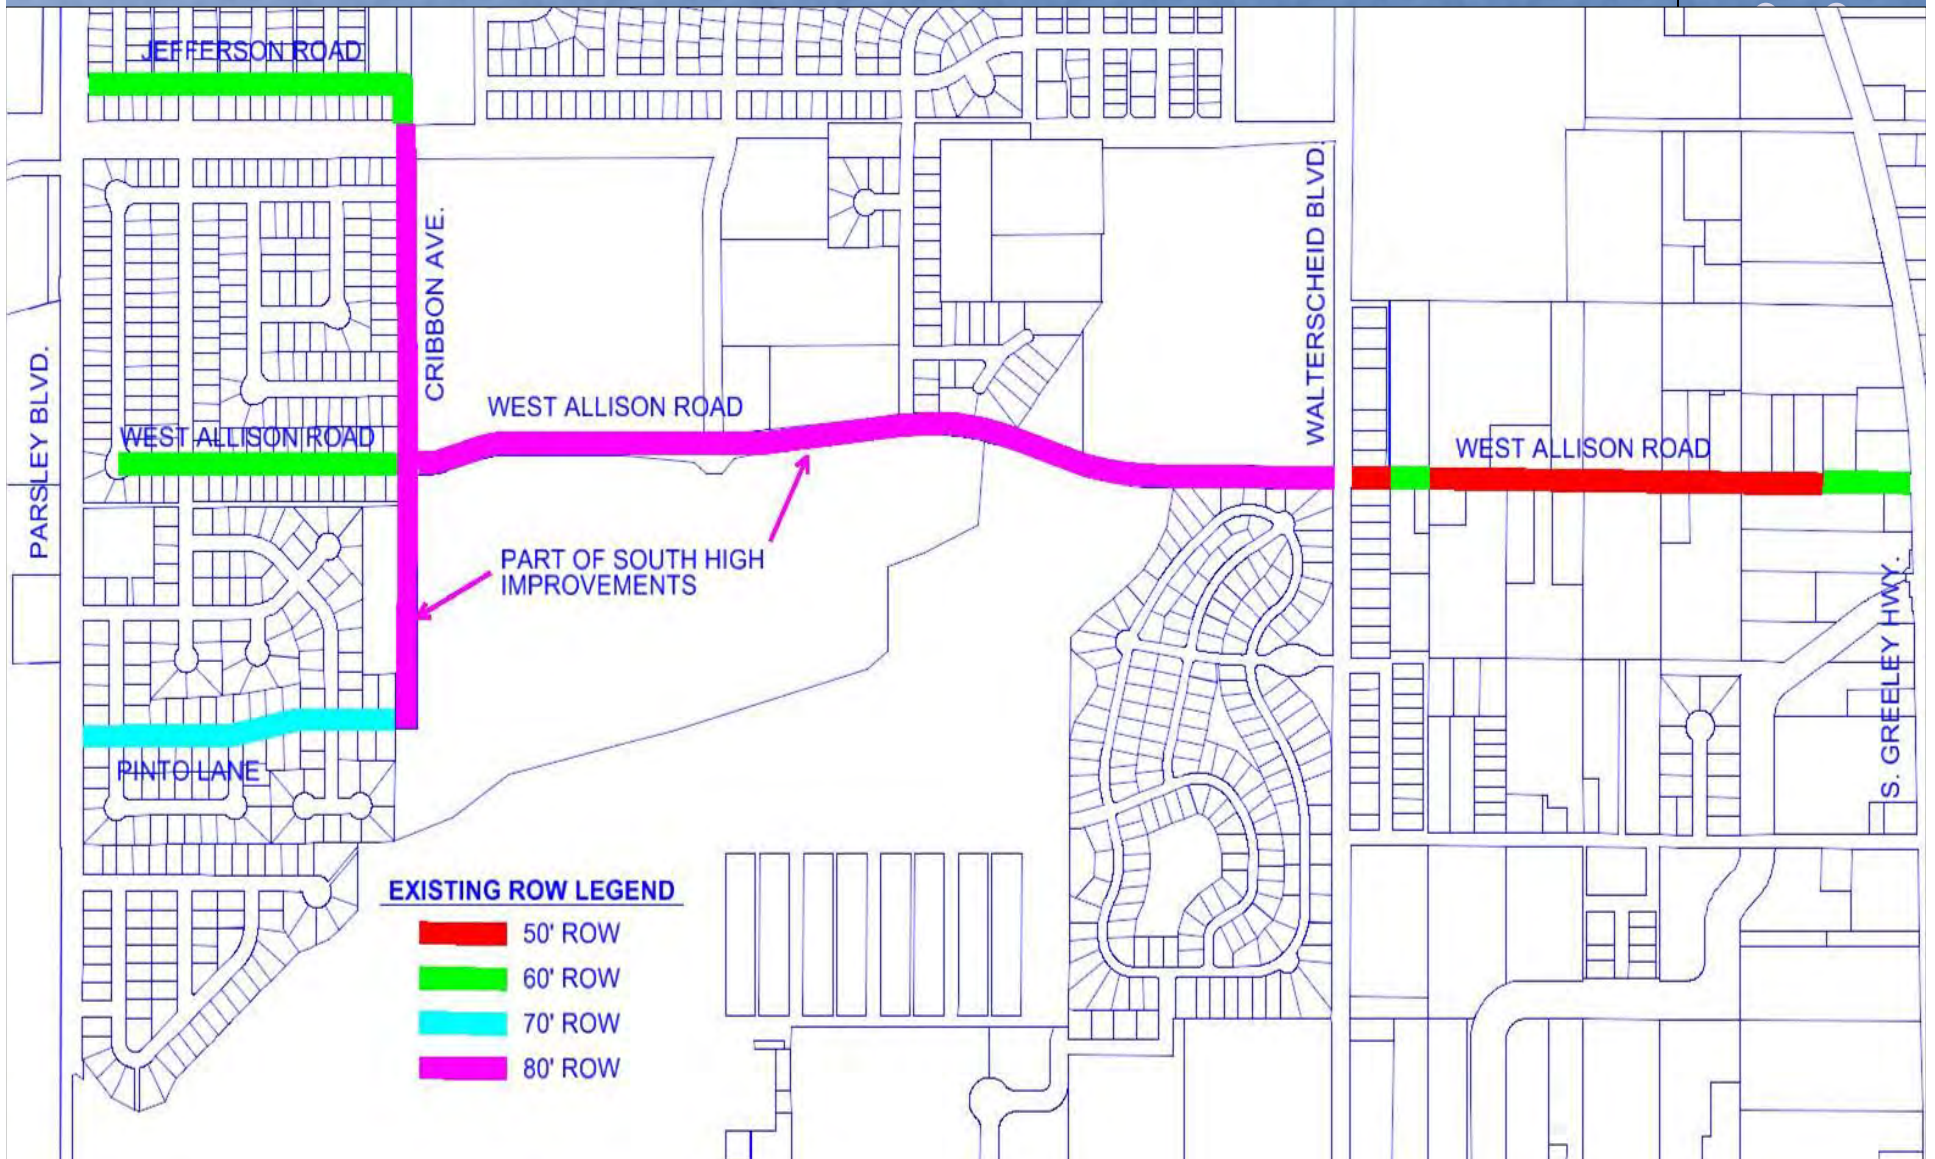 JEFFERSON ROAD
WALTERSCHEID BLVD.
CRIBBON AVE.
PARSLEY BLVD.
WEST ALLISON ROAD
WEST ALLISON ROAD
WEST ALLISON ROAD
PART OF SOUTH HIGH
IMPROVEMENTS
S. GREELEY HWY.
PINTO LANE
EXISTING ROW LEGEND
50' ROW
60' ROW
70' ROW
80' ROW